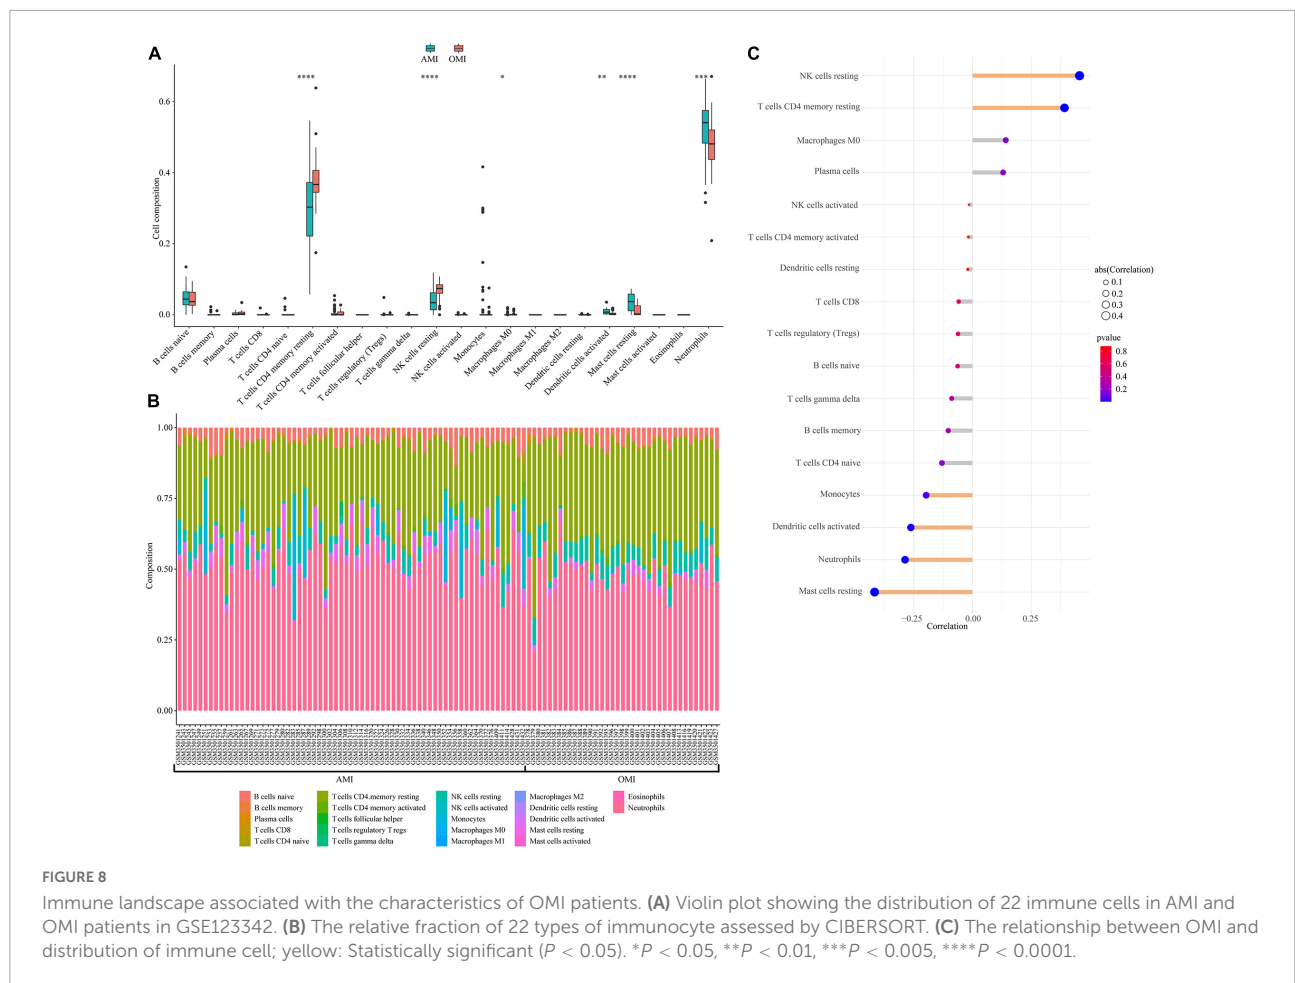 A
AMI OMI
**** **** * ** **** ***
Cell composition
0.6
0.4
0.2
0.0
B cells naive
B cells memory
Plasma cells
T cells CD8
T cells CD4 naive
T cells CD4 memory resting
T cells CD4 memory activated
T cells follicular helper
T cells regulatory (Tregs)
T cells gamma delta
NK cells resting
NK cells activated
Monocytes
Macrophages M0
Macrophages M1
Macrophages M2
Dendritic cells resting
Dendritic cells activated
Mast cells resting
Mast cells activated
Eosinophils
Neutrophils
B
Composition
1.00
0.75
0.50
0.25
0.00
AMI OMI
B cells naive
B cells memory
Plasma cells
T cells CD8
T cells CD4 naive
T cells CD4.memory resting
T cells CD4 memory activated
T cells follicular helper
T cells regulatory T regs
T cells gamma delta
NK cells resting
NK cells activated
Monocytes
Macrophages M0
Macrophages M1
Macrophages M2
Dendritic cells resting
Dendritic cells activated
Mast cells resting
Mast cells activated
Eosinophils
Neutrophils
C
NK cells resting
T cells CD4 memory resting
Macrophages M0
Plasma cells
NK cells activated
T cells CD4 memory activated
Dendritic cells resting
T cells CD8
T cells regulatory (Tregs)
B cells naive
T cells gamma delta
B cells memory
T cells CD4 naive
Monocytes
Dendritic cells activated
Neutrophils
Mast cells resting
−0.25 0.00 0.25
Correlation
abs(Correlation)
0.1
0.2
0.3
0.4
pvalue
0.8
0.6
0.4
0.2
FIGURE 8
Immune landscape associated with the characteristics of OMI patients. (A) Violin plot showing the distribution of 22 immune cells in AMI and
OMI patients in GSE123342. (B) The relative fraction of 22 types of immunocyte assessed by CIBERSORT. (C) The relationship between OMI and
distribution of immune cell; yellow: Statistically significant (P < 0.05). *P < 0.05, **P < 0.01, ***P < 0.005, ****P < 0.0001.